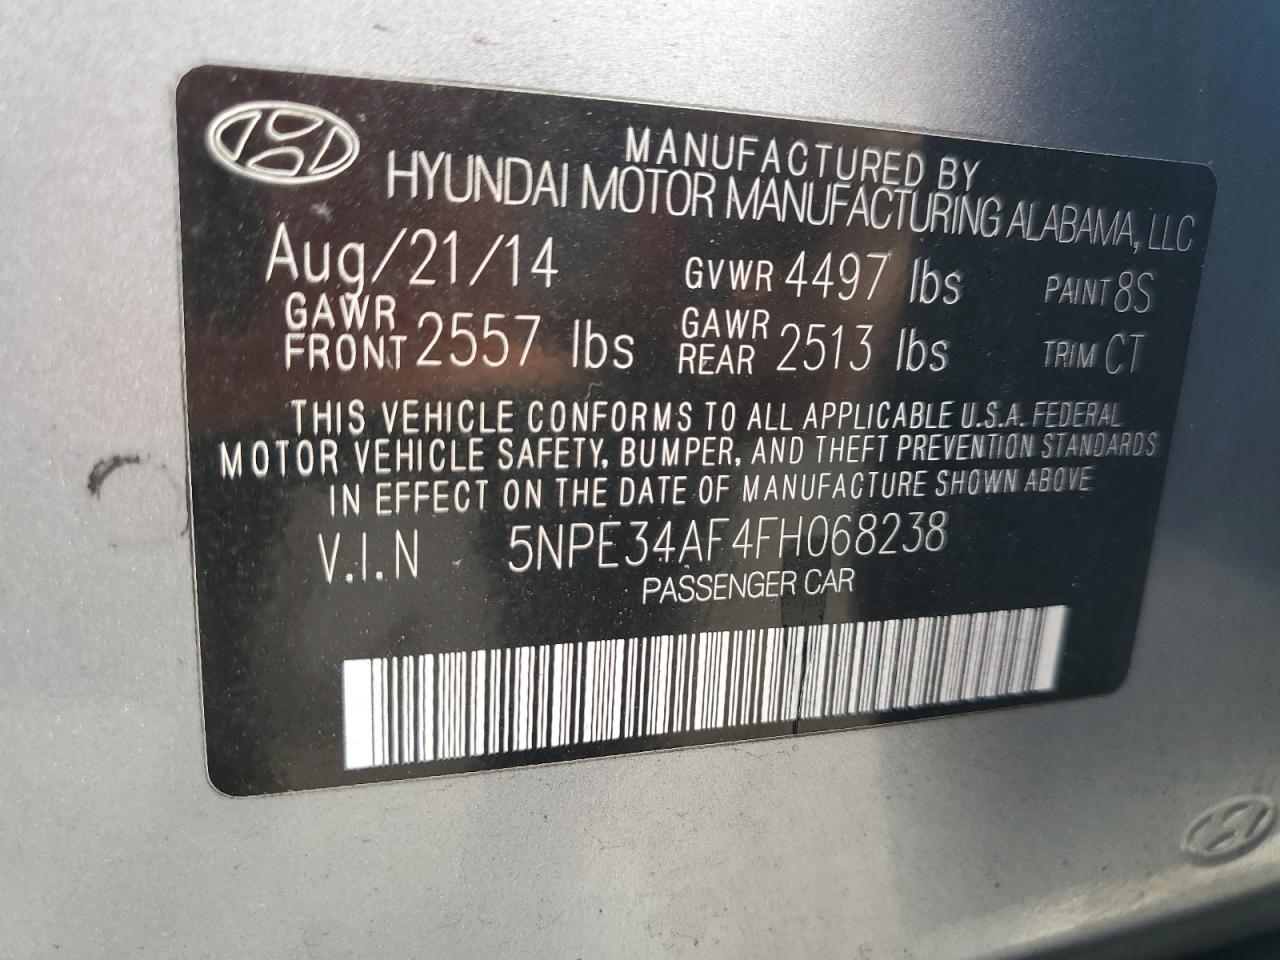 MANUFACTURED BY
HYUNDAI MOTOR MANUFACTURING ALABAMA, LLC
Aug/21/14 GVWR 4497 lbs PAINT 8S
GAWR FRONT 2557 lbs GAWR REAR 2513 lbs TRIM CT
THIS VEHICLE CONFORMS TO ALL APPLICABLE U.S.A. FEDERAL
MOTOR VEHICLE SAFETY, BUMPER, AND THEFT PREVENTION STANDARDS
IN EFFECT ON THE DATE OF MANUFACTURE SHOWN ABOVE
V.I.N 5NPE34AF4FH068238
PASSENGER CAR